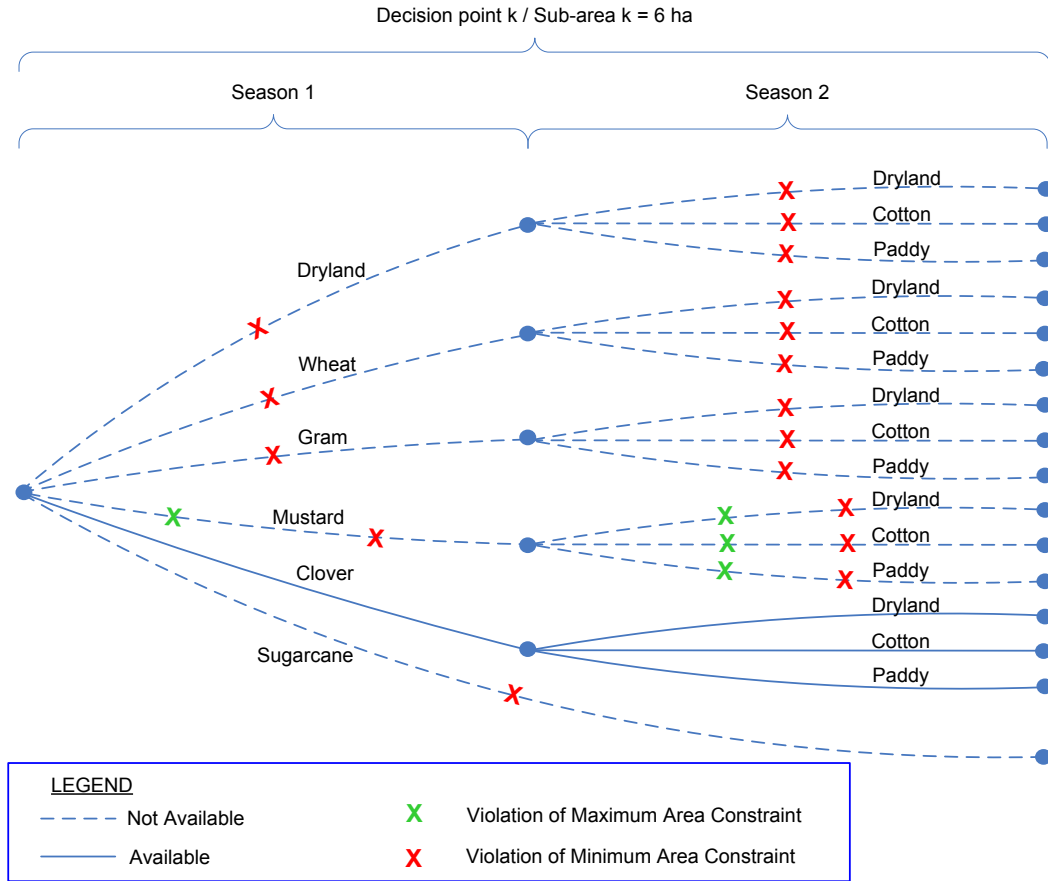 Decision point k / Sub-area k = 6 ha
Season 1
Season 2
Dryland
Cotton
Paddy
Dryland
Dryland
Cotton
Wheat
Paddy
Dryland
Gram
Cotton
Paddy
Dryland
Mustard
Cotton
Paddy
Clover
Dryland
Cotton
Sugarcane
Paddy
LEGEND
Not Available
X Violation of Maximum Area Constraint
Available
X Violation of Minimum Area Constraint